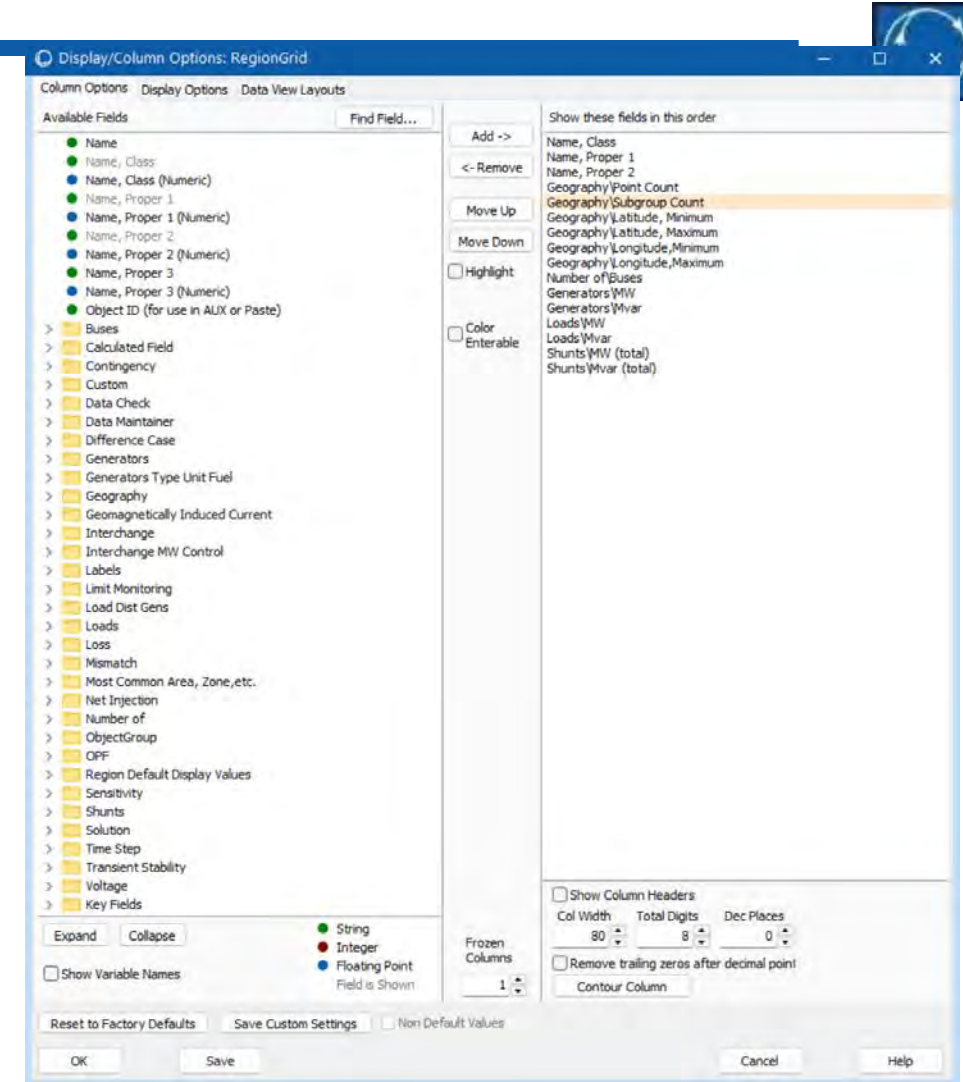 Display/Column Options: RegionGrid
Column Options Display Options Data View Layouts
Available Fields
Find Field...
Name
Name, Class
Name, Class (Numeric)
Name, Proper 1
Name, Proper 1 (Numeric)
Name, Proper 2
Name, Proper 2 (Numeric)
Name, Proper 3
Name, Proper 3 (Numeric)
Object ID (for use in AUX or Paste)
Buses
Calculated Field
Contingency
Custom
Data Check
Data Maintainer
Difference Case
Generators
Generators Type Unit Fuel
Geography
Geomagnetically Induced Current
Interchange
Interchange MW Control
Labels
Limit Monitoring
Load Dist Gens
Loads
Loss
Mismatch
Most Common Area, Zone,etc.
Net Injection
Number of
ObjectGroup
OPF
Region Default Display Values
Sensitivity
Shunts
Solution
Time Step
Transient Stability
Voltage
Key Fields
Expand Collapse
Show Variable Names
String
Integer
Floating Point
Field is Shown
Add ->
<- Remove
Move Up
Move Down
Highlight
Color
Enterable
Frozen
Columns
1
Show these fields in this order
Name, Class
Name, Proper 1
Name, Proper 2
Geography\Point Count
Geography\Subgroup Count
Geography\Latitude, Minimum
Geography\Latitude, Maximum
Geography\Longitude,Minimum
Geography\Longitude,Maximum
Number of\Buses
Generators\MW
Generators\Mvar
Loads\MW
Loads\Mvar
Shunts\MW (total)
Shunts\Mvar (total)
Show Column Headers
Col Width Total Digits Dec Places
80 8 0
Remove trailing zeros after decimal point
Contour Column
Reset to Factory Defaults Save Custom Settings Non Default Values
OK Save Cancel Help